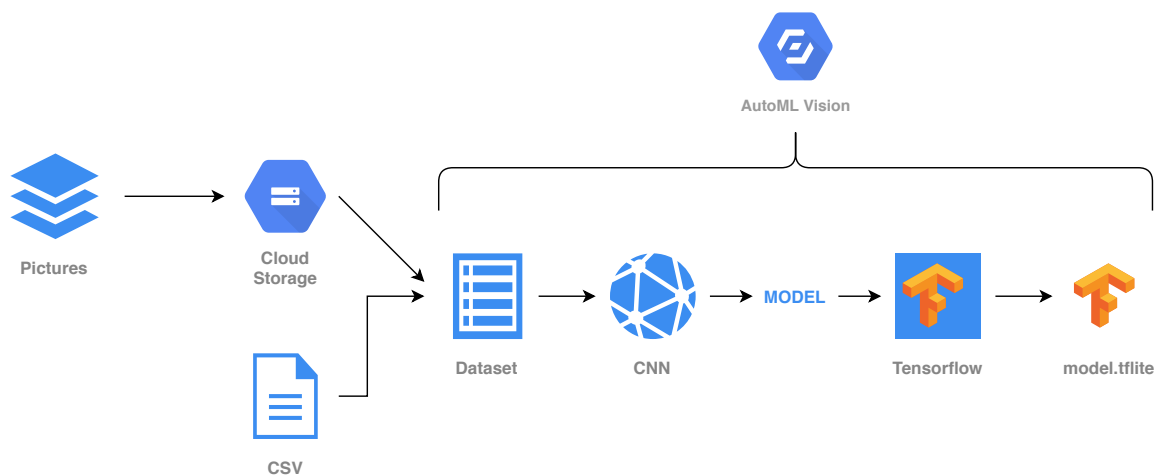 AutoML Vision
Pictures
Cloud
Storage
MODEL
Dataset
CNN
Tensorflow
model.tflite
CSV